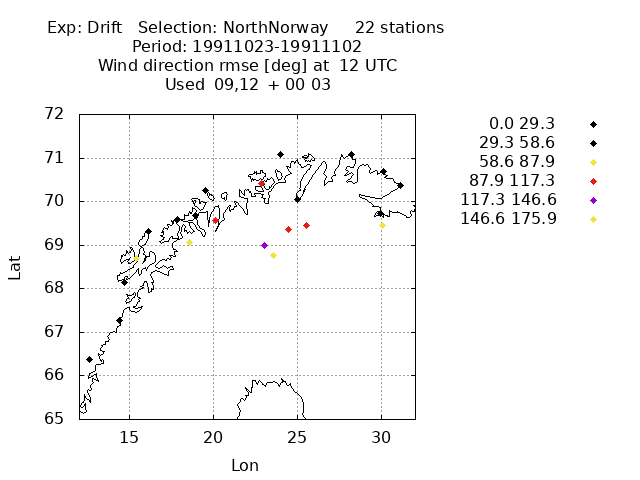 Exp: Drift Selection: NorthNorway 22 stations
Period: 19911023-19911102
Wind direction rmse [deg] at 12 UTC
Used 09,12 + 00 03
72
71
70
69
68
67
66
65
Lat
15 20 25 30
Lon
0.0 29.3
29.3 58.6
58.6 87.9
87.9 117.3
117.3 146.6
146.6 175.9